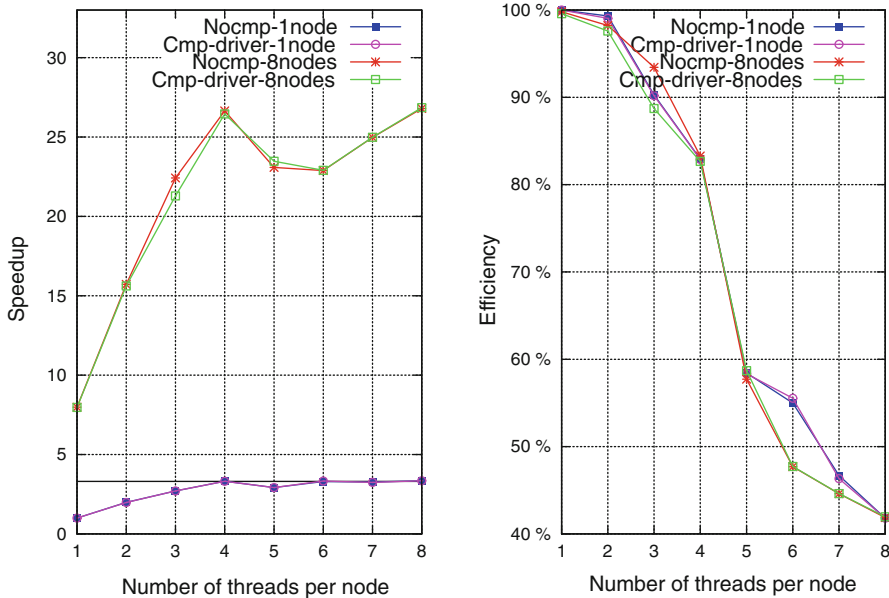 Nocmp-1node
Cmp-driver-1node
Nocmp-8nodes
Cmp-driver-8nodes
30
25
20
15
10
5
0
1 2 3 4 5 6 7 8
Speedup
Number of threads per node
Nocmp-1node
Cmp-driver-1node
Nocmp-8nodes
Cmp-driver-8nodes
100 %
90 %
80 %
70 %
60 %
50 %
40 %
1 2 3 4 5 6 7 8
Efficiency
Number of threads per node